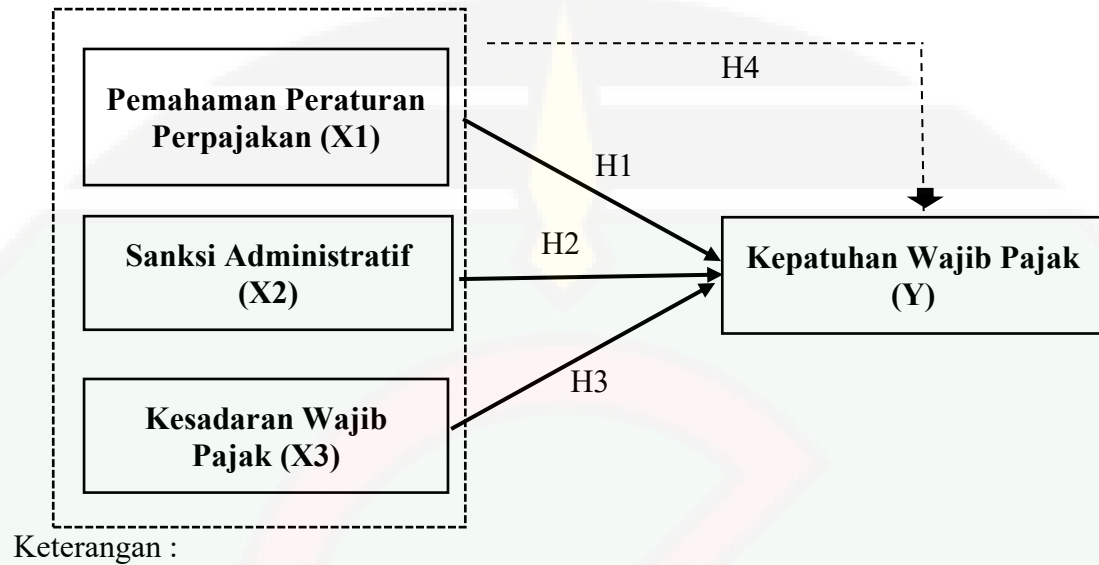 H4
Pemahaman Peraturan
Perpajakan (X1)
H1
Sanksi Administratif
(X2)
H2
Kepatuhan Wajib Pajak
(Y)
Kesadaran Wajib
Pajak (X3)
H3
Keterangan :